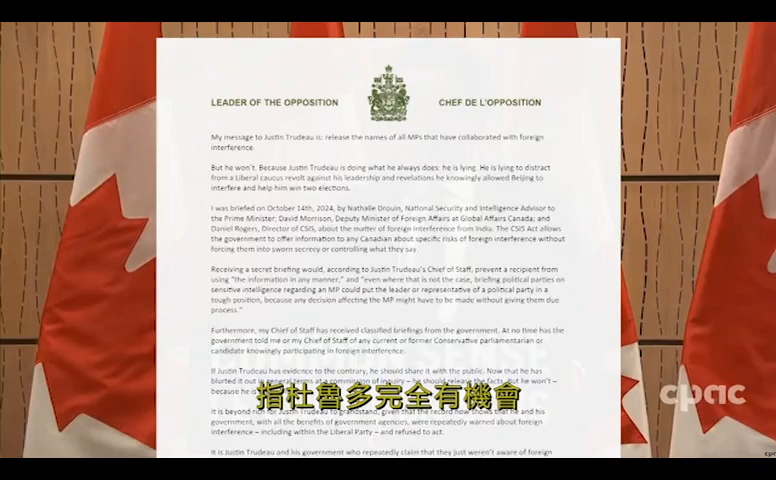 LEADER OF THE OPPOSITION
CHEF DE L'OPPOSITION
My message to Justin Trudeau is: release the names of all MPs that have collaborated with foreign
interference.
But he won't. Because Justin Trudeau is doing what he always does: he is lying. He is lying to distract
from a Liberal caucus revolt against his leadership and revelations he knowingly allowed Beijing to
interfere and help him win two elections.
I was briefed on October 14th, 2024, by Nathalie Drouin, National Security and Intelligence Advisor to
the Prime Minister; David Morrison, Deputy Minister of Foreign Affairs at Global Affairs Canada; and
Daniel Rogers, Director of CSIS, about the matter of foreign interference from India. The CSIS Act allows
the government to offer information to any Canadian about specific risks of foreign interference without
forcing them into sworn secrecy or controlling what they say.
Receiving a secret briefing would, according to Justin Trudeau's Chief of Staff, prevent a recipient from
using "the information in any manner," and "even where that is not the case, briefing political parties on
sensitive intelligence regarding an MP could put the leader or representative of a political party in a
tough position, because any decision affecting the MP might have to be made without giving them due
process."
Furthermore, my Chief of Staff has received classified briefings from the government. At no time has the
government told me or my Chief of Staff of any current or former Conservative parliamentarian or
candidate knowingly participating in foreign interference.
If Justin Trudeau has evidence to the contrary, he should share it with the public. Now that he has
blurted it out in general terms at a commission of inquiry – he should release the facts. But he won't –
because he is
指杜魯多完全有機會
cpac
It is beyond rich for Justin Trudeau to grandstand, given that the record now shows that he and his
government, with all the benefits of government agencies, were repeatedly warned about foreign
interference – including within the Liberal Party – and refused to act.
It is Justin Trudeau and his government who repeatedly claim that they just weren't aware of foreign